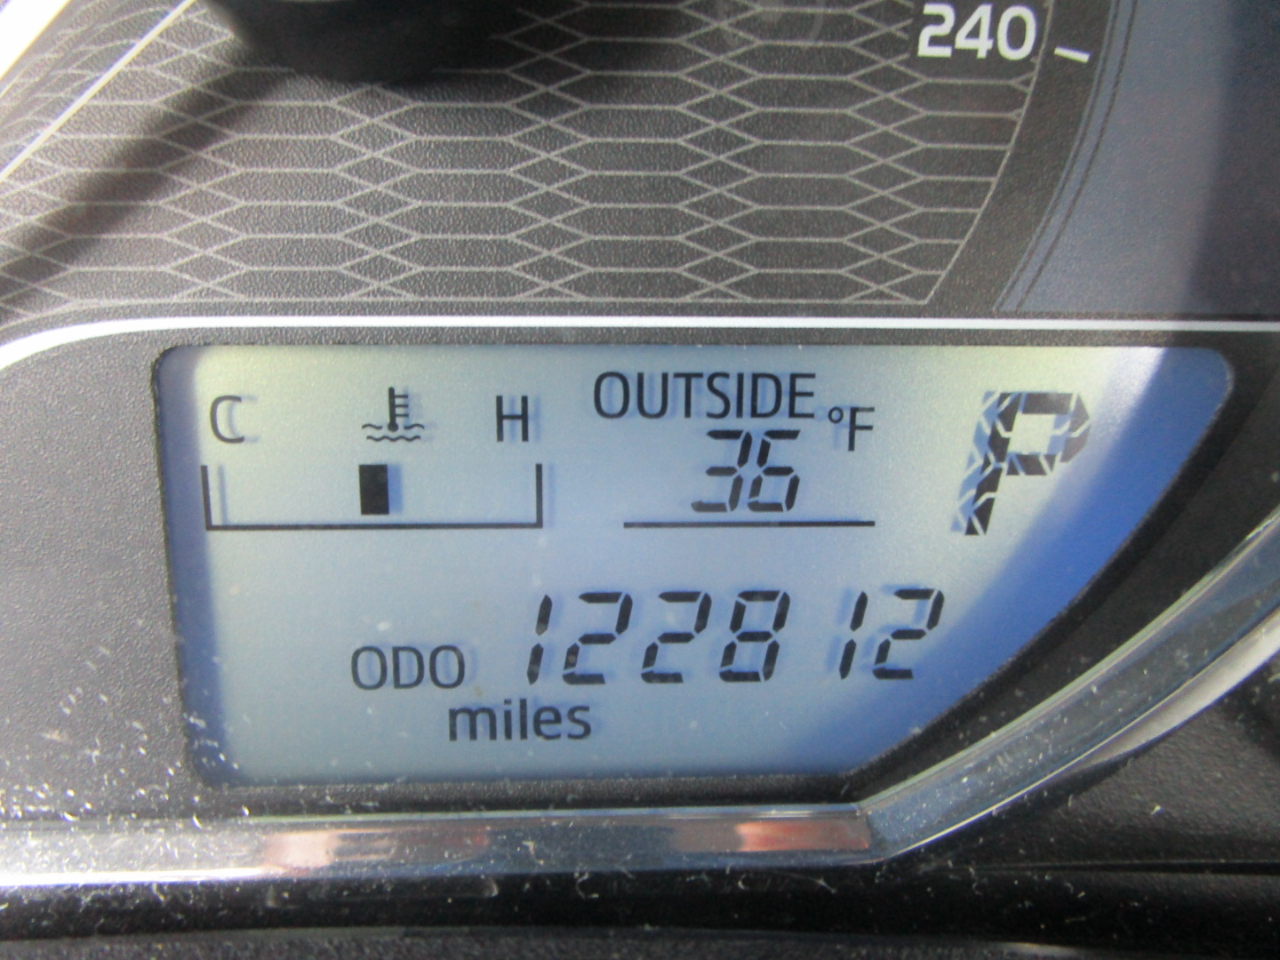 240
C H OUTSIDE
36 °F P
ODO 122812
miles